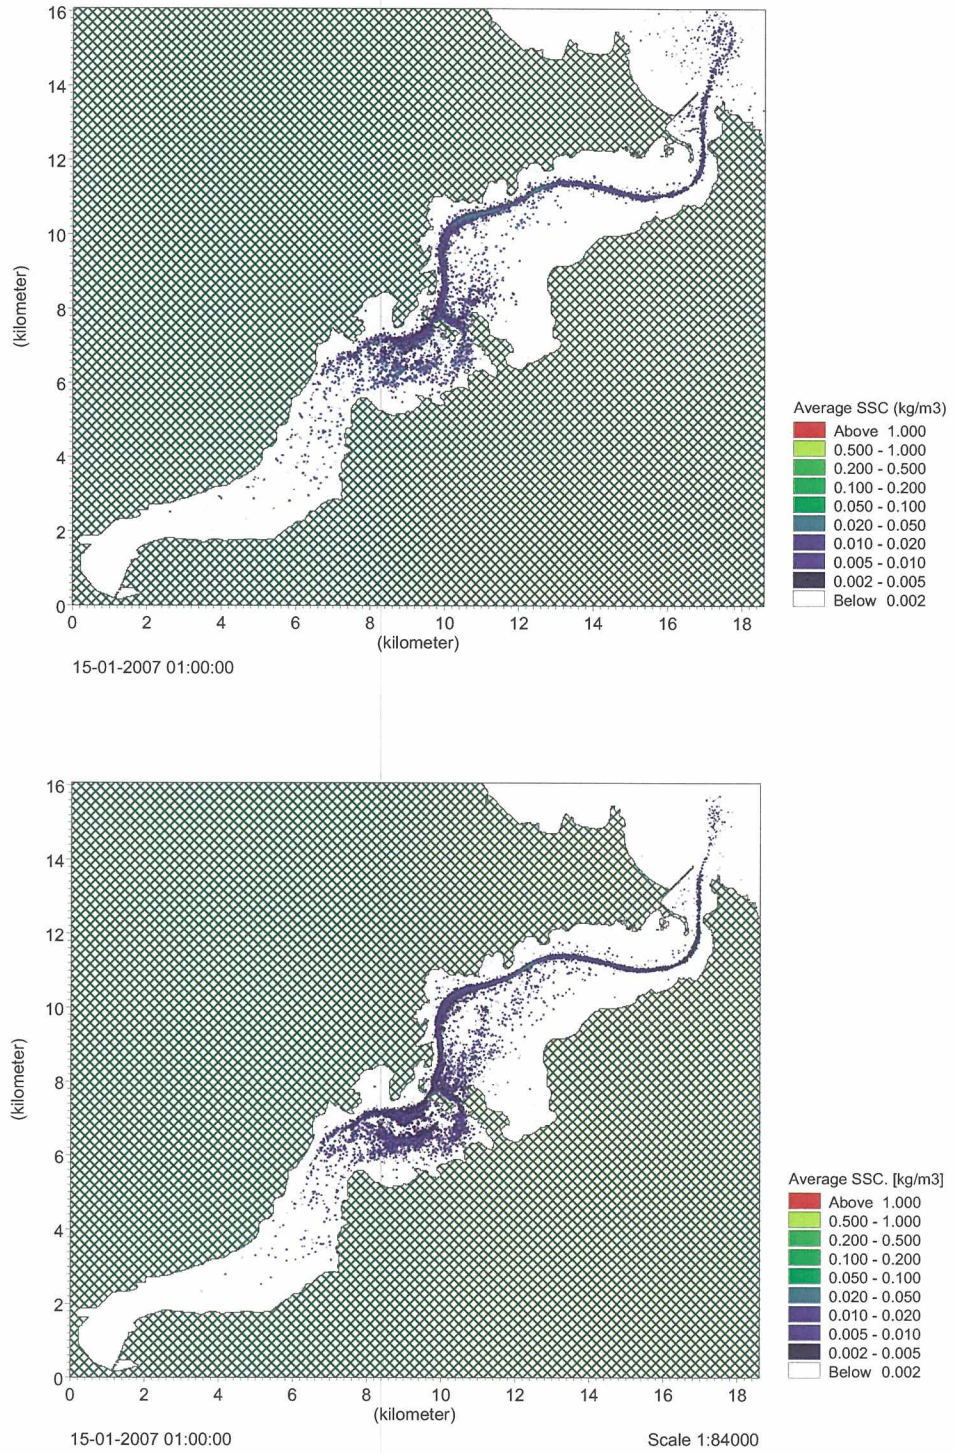 16
14
12
10
8
6
4
2
0
(kilometer)
0 2 4 6 8 10 12 14 16 18
(kilometer)
15-01-2007 01:00:00
Average SSC (kg/m3)
Above 1.000
0.500 - 1.000
0.200 - 0.500
0.100 - 0.200
0.050 - 0.100
0.020 - 0.050
0.010 - 0.020
0.005 - 0.010
0.002 - 0.005
Below 0.002
16
14
12
10
8
6
4
2
0
(kilometer)
0 2 4 6 8 10 12 14 16 18
(kilometer)
15-01-2007 01:00:00
Scale 1:84000
Average SSC. [kg/m3]
Above 1.000
0.500 - 1.000
0.200 - 0.500
0.100 - 0.200
0.050 - 0.100
0.020 - 0.050
0.010 - 0.020
0.005 - 0.010
0.002 - 0.005
Below 0.002